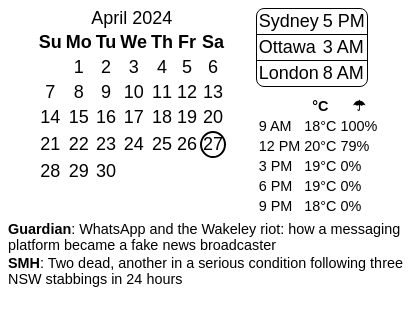 April 2024
Su Mo Tu We Th Fr Sa
1 2 3 4 5 6
7 8 9 10 11 12 13
14 15 16 17 18 19 20
21 22 23 24 25 26 27
28 29 30
Sydney 5 PM
Ottawa 3 AM
London 8 AM
°C ☂
9 AM 18°C 100%
12 PM 20°C 79%
3 PM 19°C 0%
6 PM 19°C 0%
9 PM 18°C 0%
Guardian: WhatsApp and the Wakeley riot: how a messaging
platform became a fake news broadcaster
SMH: Two dead, another in a serious condition following three
NSW stabbings in 24 hours